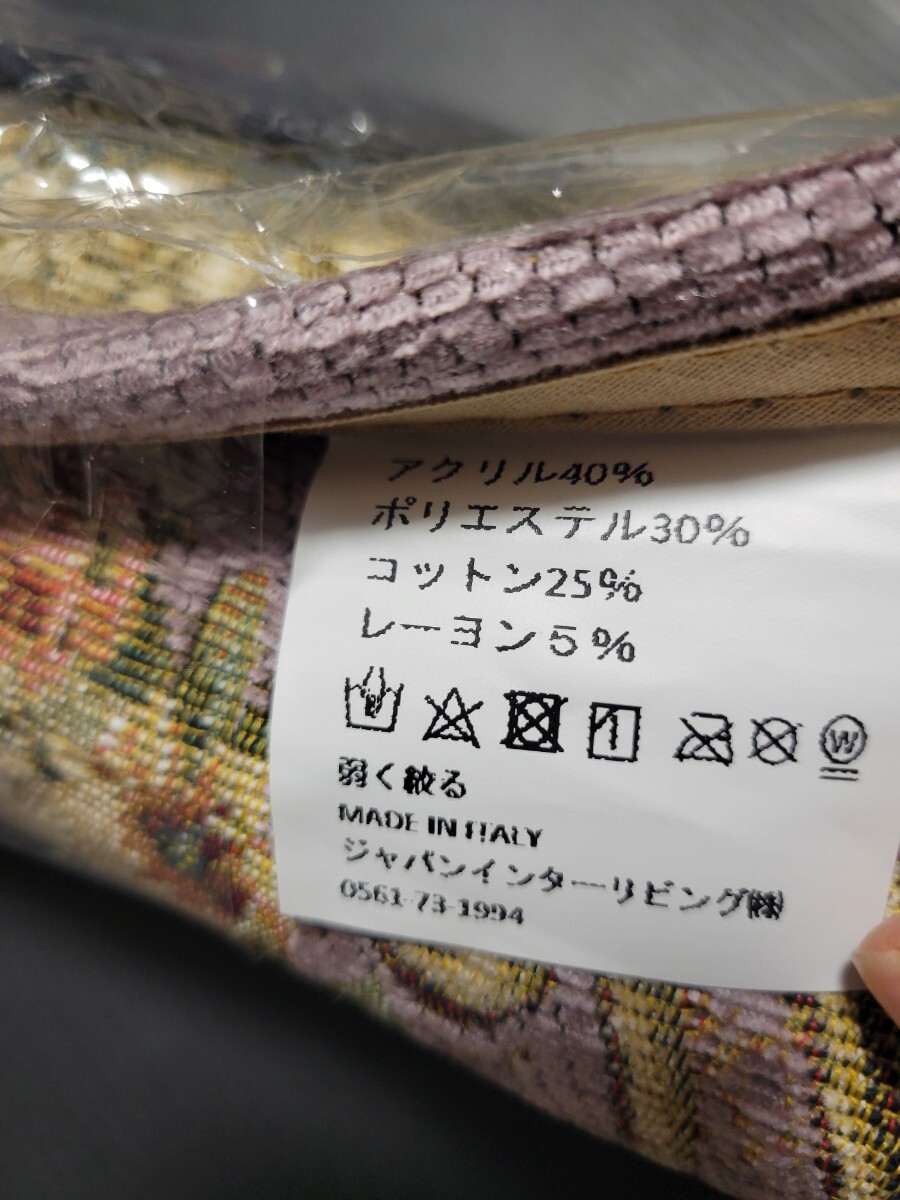 アクリル40%
ポリエステル30%
コットン25%
レーヨン5%
W
弱く絞る
MADE IN ITALY
ジャパンインターリビング㈱
0561-73-1994